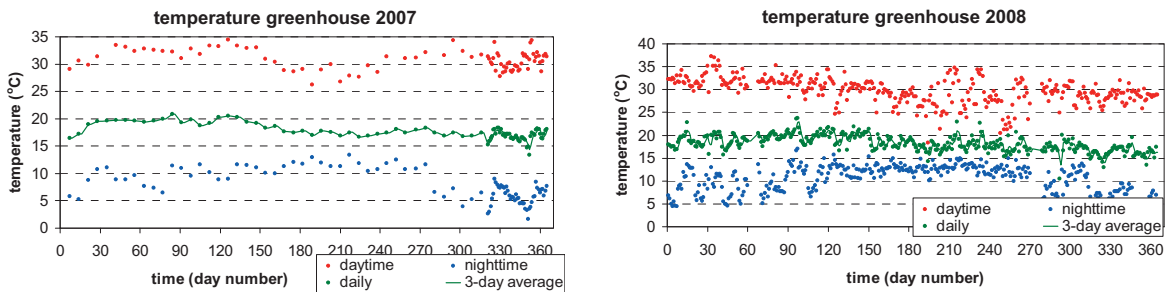 temperature greenhouse 2007
35
30
25
20
15
10
5
0
temperature (°C)
0 30 60 90 120 150 180 210 240 270 300 330 360
time (day number)
daytime nighttime
daily 3-day average
temperature greenhouse 2008
40
35
30
25
20
15
10
5
0
temperature (°C)
0 30 60 90 120 150 180 210 240 270 300 330 360
time (day number)
daytime nighttime
daily 3-day average